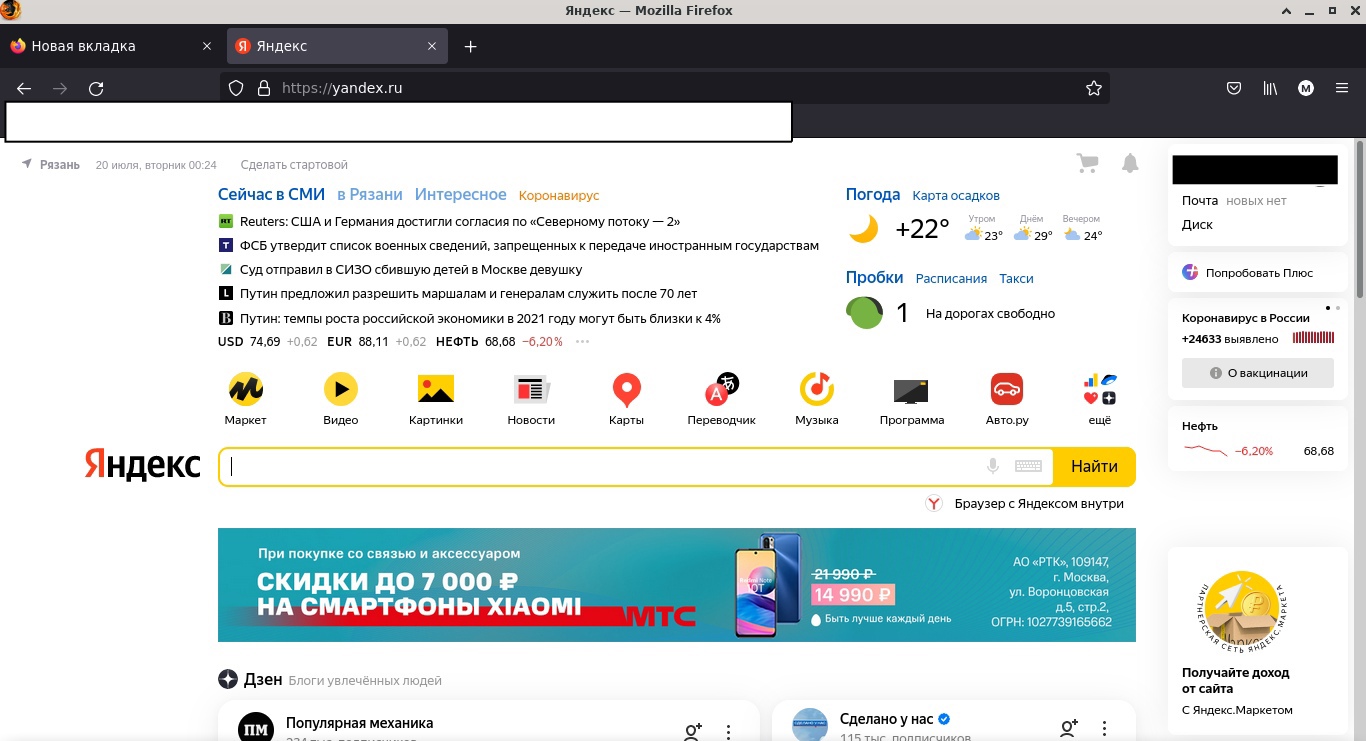 Яндекс — Mozilla Firefox
Новая вкладка
Яндекс
https://yandex.ru
M
Рязань 20 июля, вторник 00:24 Сделать стартовой
Сейчас в СМИ в Рязани Интересное Коронавирус
Reuters: США и Германия достигли согласия по «Северному потоку — 2»
ФСБ утвердит список военных сведений, запрещенных к передаче иностранным государствам
Суд отправил в СИЗО сбившую детей в Москве девушку
Путин предложил разрешить маршалам и генералам служить после 70 лет
Путин: темпы роста российской экономики в 2021 году могут быть близки к 4%
USD 74,69 +0,62 EUR 88,11 +0,62 НЕФТЬ 68,68 −6,20% •••
Погода Карта осадков
+22°
Утром 23°
Днём 29°
Вечером 24°
Пробки Расписания Такси
1 На дорогах свободно
Почта новых нет
Диск
Попробовать Плюс
Коронавирус в России
+24633 выявлено
О вакцинации
Нефть
−6,20% 68,68
Маркет
Видео
Картинки
Новости
Карты
Переводчик
Музыка
Программа
Авто.ру
ещё
Яндекс
Найти
Браузер с Яндексом внутри
При покупке со связью и аксессуаром
СКИДКИ ДО 7 000 ₽
НА СМАРТФОНЫ XIAOMI
МТС
21 990 ₽
14 990 ₽
Быть лучше каждый день
АО «РТК», 109147,
г. Москва,
ул. Воронцовская
д.5, стр.2,
ОГРН: 1027739165662
ПАРТНЕРСКАЯ СЕТЬ ЯНДЕКС.МАРКЕТА
Получайте доход
от сайта
С Яндекс.Маркетом
Дзен Блоги увлечённых людей
ПМ
Популярная механика
Сделано у нас
115 тыс. подписчиков